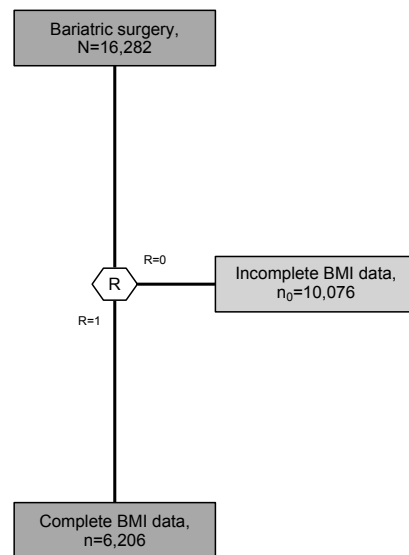 Bariatric surgery,
N=16,282
R=0
R
Incomplete BMI data,
n₀=10,076
R=1
Complete BMI data,
n=6,206